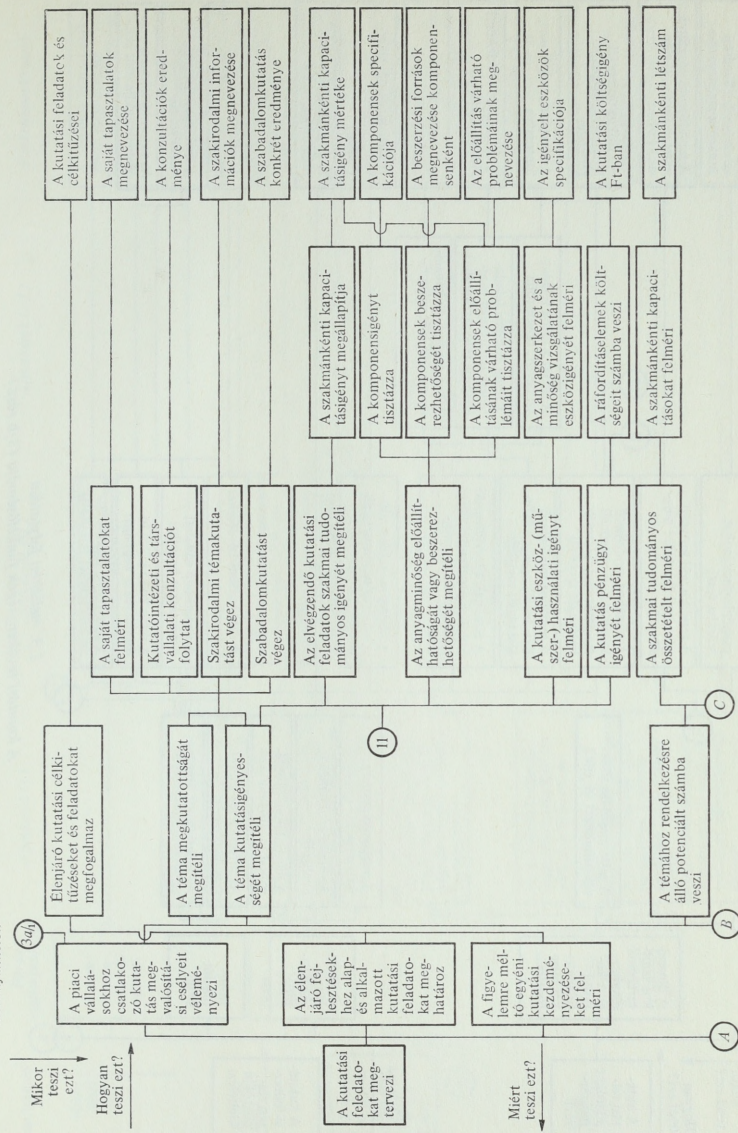 Mikor
teszi
ezt?
Hogyan
teszi ezt?
A kutatási
feledato-
kat meg-
tervezi
Miért
teszi ezt?
3a/1
A piaci
vállalá-
sokhoz
csatlako-
zó kuta-
tás meg-
valósítá-
si esélyeit
vélemé-
nyezi
Az élen-
járó fej-
lesztések-
hez alap-
és alkal-
mazott
kutatási
feladato-
kat meg-
határoz
A figye-
lemre mél-
tó egyéni
kutatási
kezdemé-
nyezése-
ket fel-
méri
A
Élenjáró kutatási célki-
tűzéseket és feladatokat
megfogalmaz
A téma megkutatottságát
megítéli
A téma kutatásigényes-
ségét megítéli
A témához rendelkezésre
álló potenciált számba
veszi
B
11
C
A saját tapasztalatokat
felméri
Kutatóintézeti és társ-
vállalati konzultációt
folytat
Szakirodalmi témakuta-
tást végez
Szabadalomkutatást
végez
Az elvégzendő kutatási
feladatok szakmai tudo-
mányos igényét megítéli
Az anyagminőség előállít-
hatóságát vagy beszerez-
hetőségét megítéli
A kutatási eszköz- (mű-
szer-) használati igényt
felméri
A kutatás pénzügyi
igényét felméri
A szakmai tudományos
összetételt felméri
A szakmánkénti kapaci-
tásigényt megállapítja
A komponensigényt
tisztázza
A komponensek besze-
rezhetőségét tisztázza
A komponensek előállí-
tásának várható prob-
lémáit tisztázza
Az anyagszerkezet és a
minőség vizsgálatának
eszközigényét felméri
A ráfordításelemek költ-
ségeit számba veszi
A szakmánkénti kapaci-
tásokat felméri
A kutatási feladatok és
célkitűzései
A saját tapasztalatok
megnevezése
A konzultációk ered-
ménye
A szakirodalmi infor-
mációk megnevezése
A szabadalomkutatás
konkrét eredménye
A szakmánkénti kapaci-
tásigény mértéke
A komponensek specifi-
kációja
A beszerzési források
megnevezése komponen-
senként
Az előállítás várható
problémáinak meg-
nevezése
Az igényelt eszközök
specifikációja
A kutatási költségigény
Ft-ban
A szakmánkénti létszám